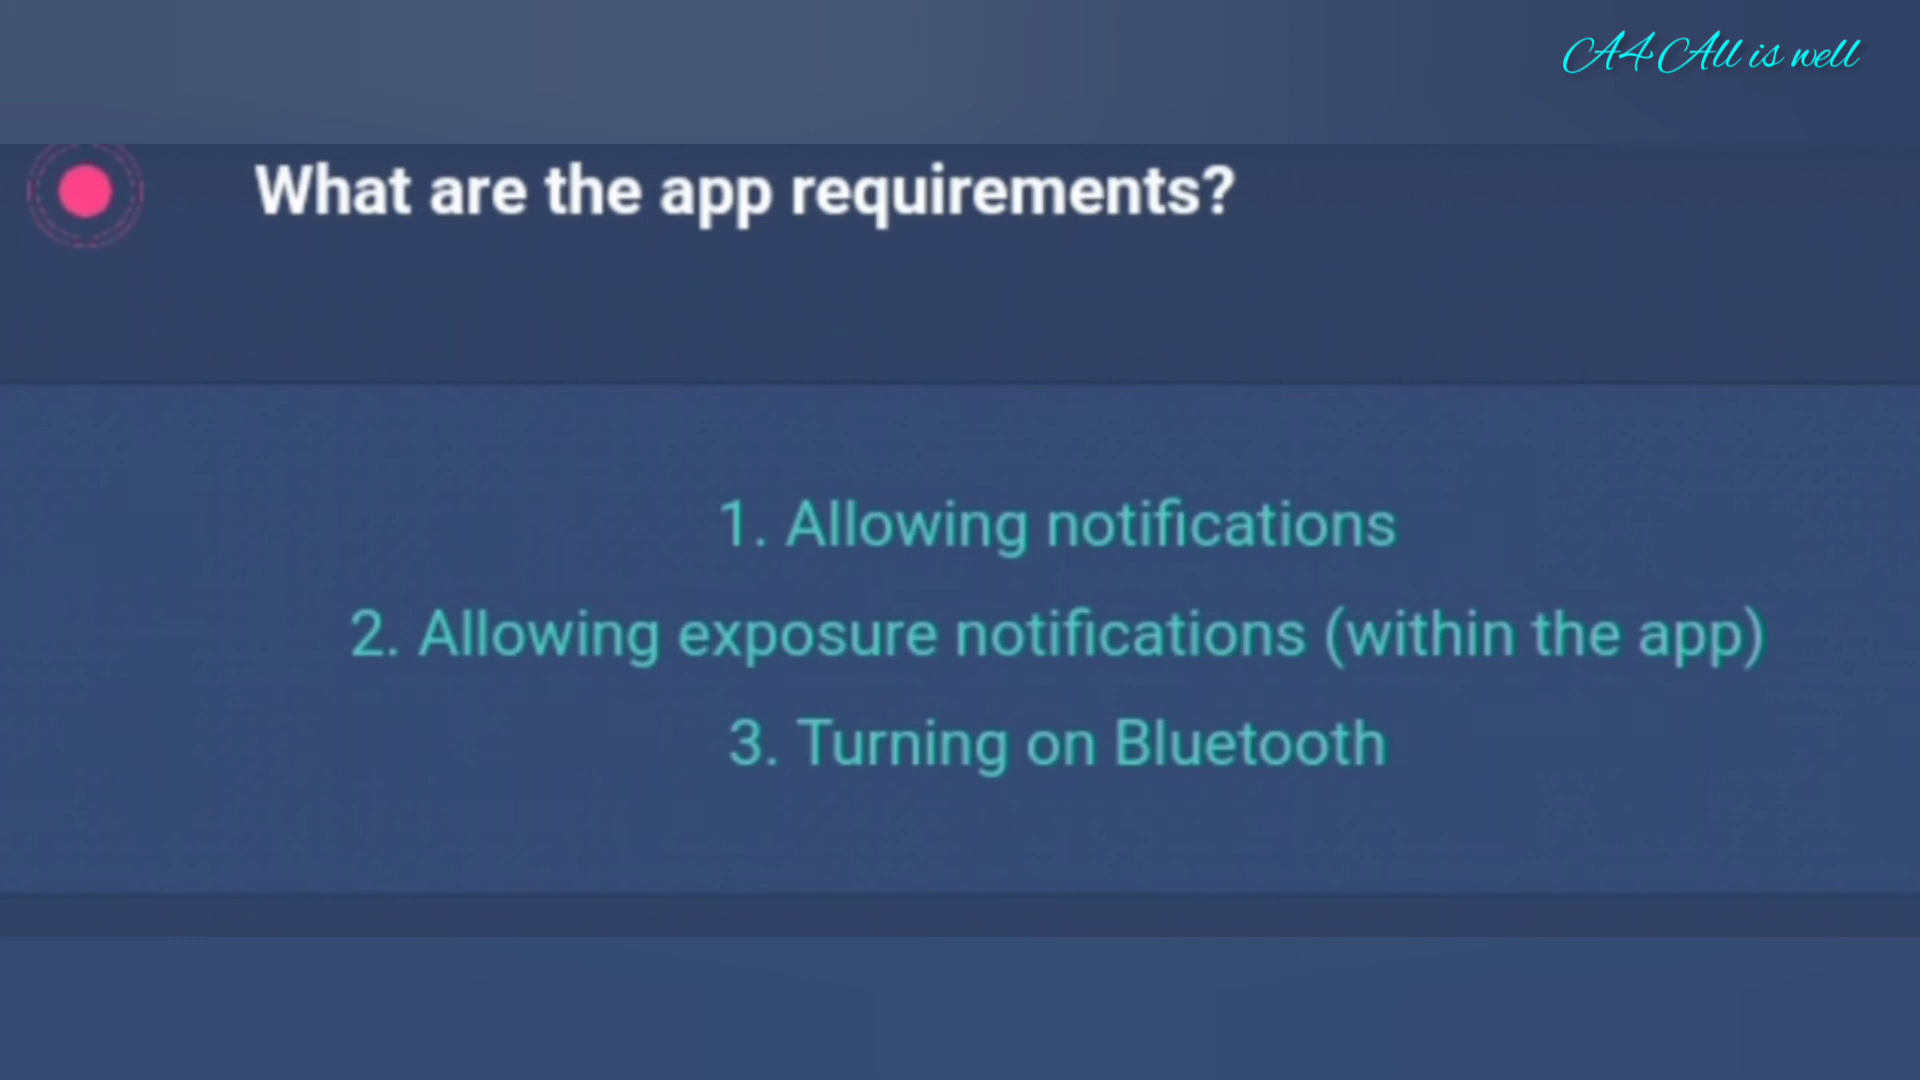 A4 All is well
What are the app requirements?
1. Allowing notifications
2. Allowing exposure notifications (within the app)
3. Turning on Bluetooth